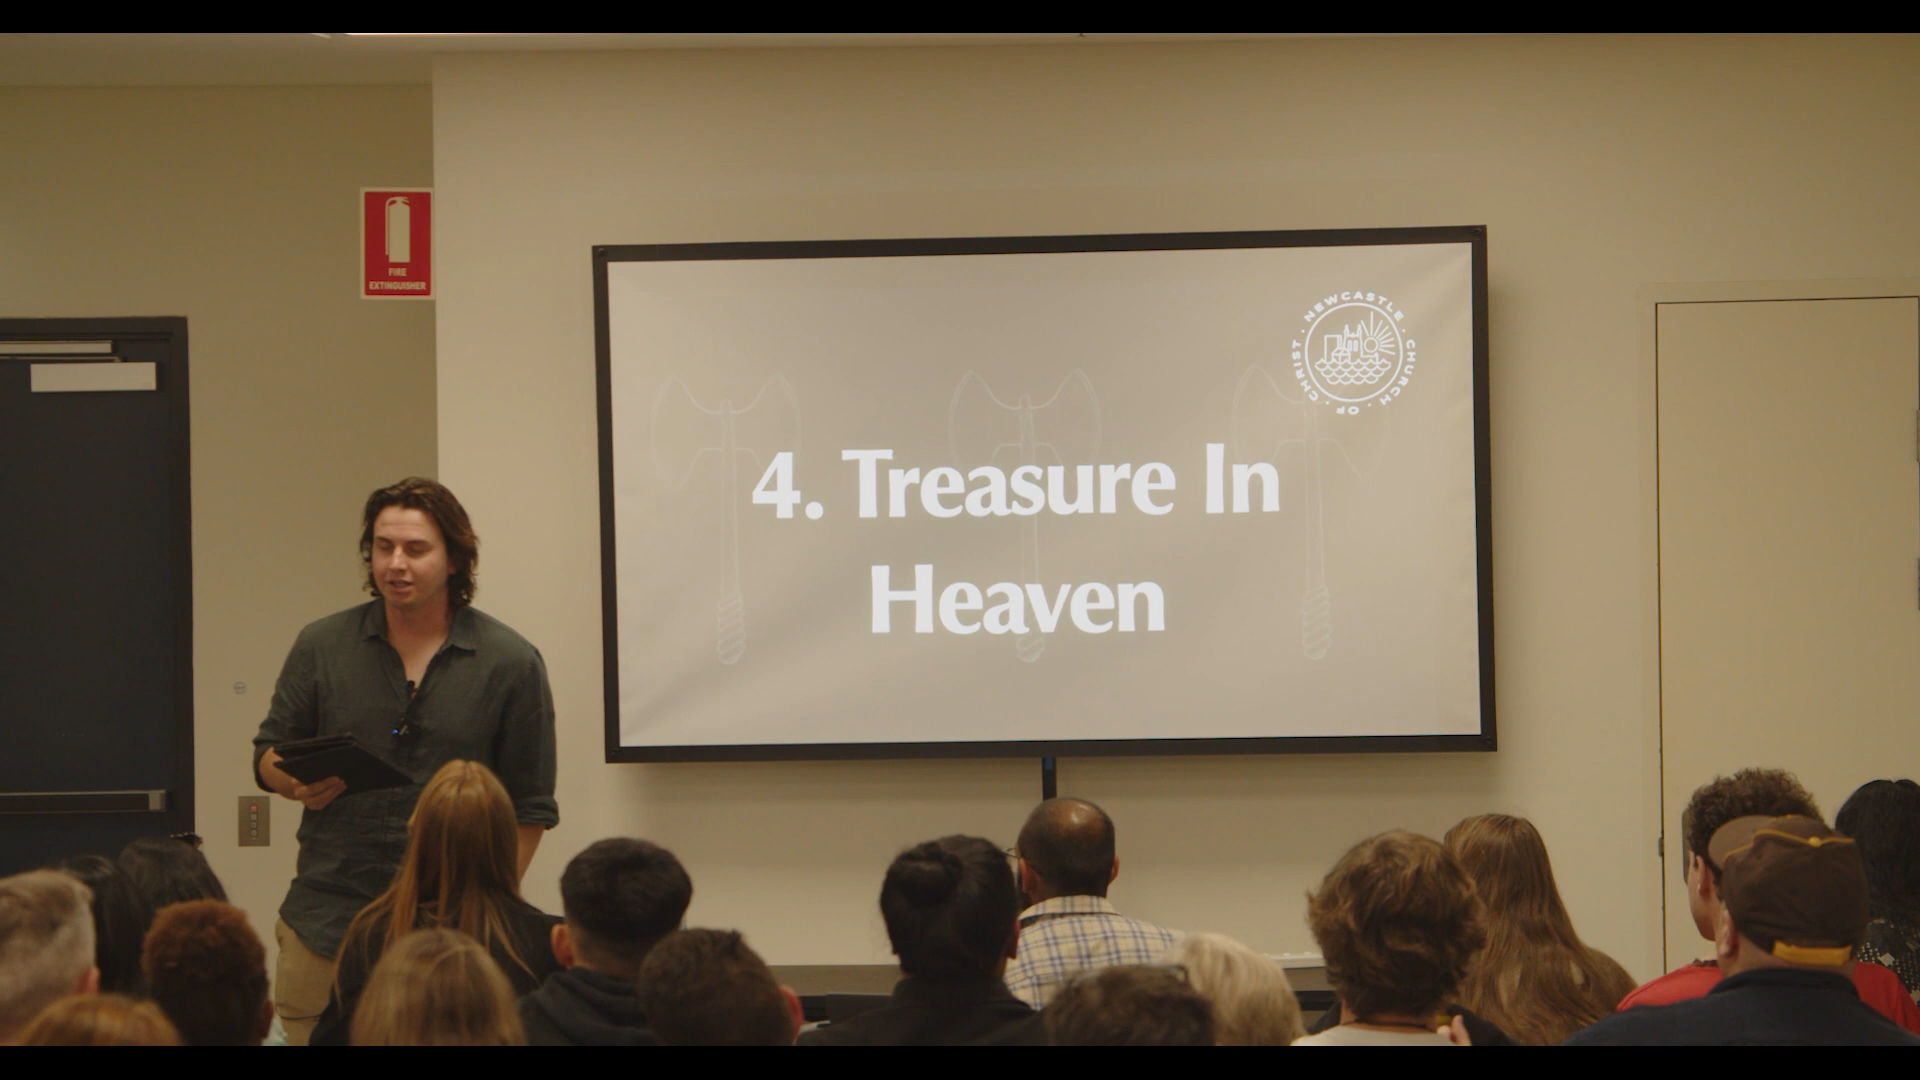 FIRE
EXTINGUISHER
NEWCASTLE · CHURCH · OF · CHRIST ·
4. Treasure In
Heaven